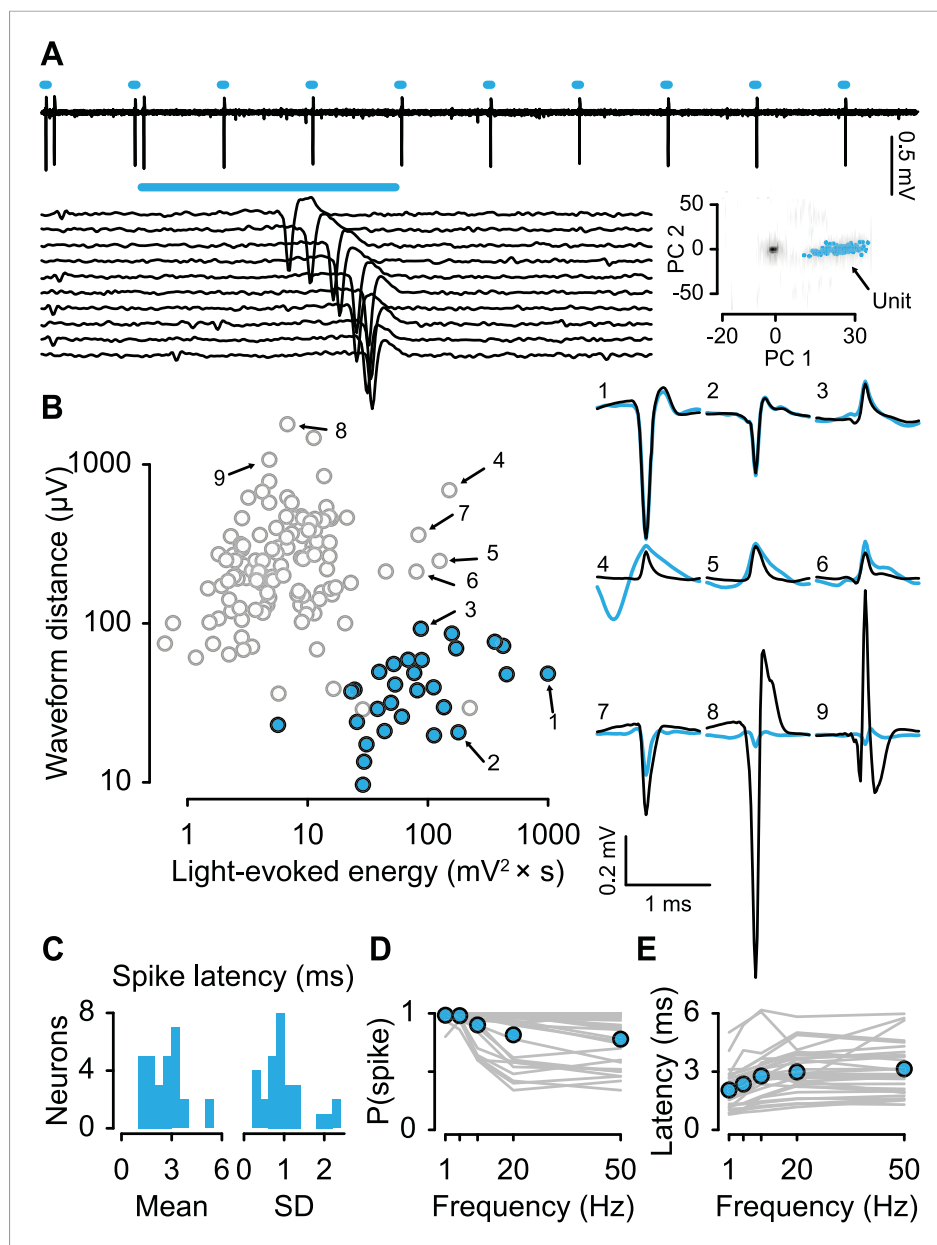 A
0.5 mV
50
0
-50
PC 2
-20
0
30
PC 1
Unit
B
1000
100
10
Waveform distance (µV)
1
10
100
1000
Light-evoked energy (mV² × s)
8
9
4
7
5
6
3
1
2
1
2
3
4
5
6
7
8
9
0.2 mV
1 ms
C
Spike latency (ms)
Neurons
8
4
0
0
3
6
Mean
0
1
2
SD
D
P(spike)
1
0
1
20
50
Frequency (Hz)
E
Latency (ms)
6
3
0
1
20
50
Frequency (Hz)